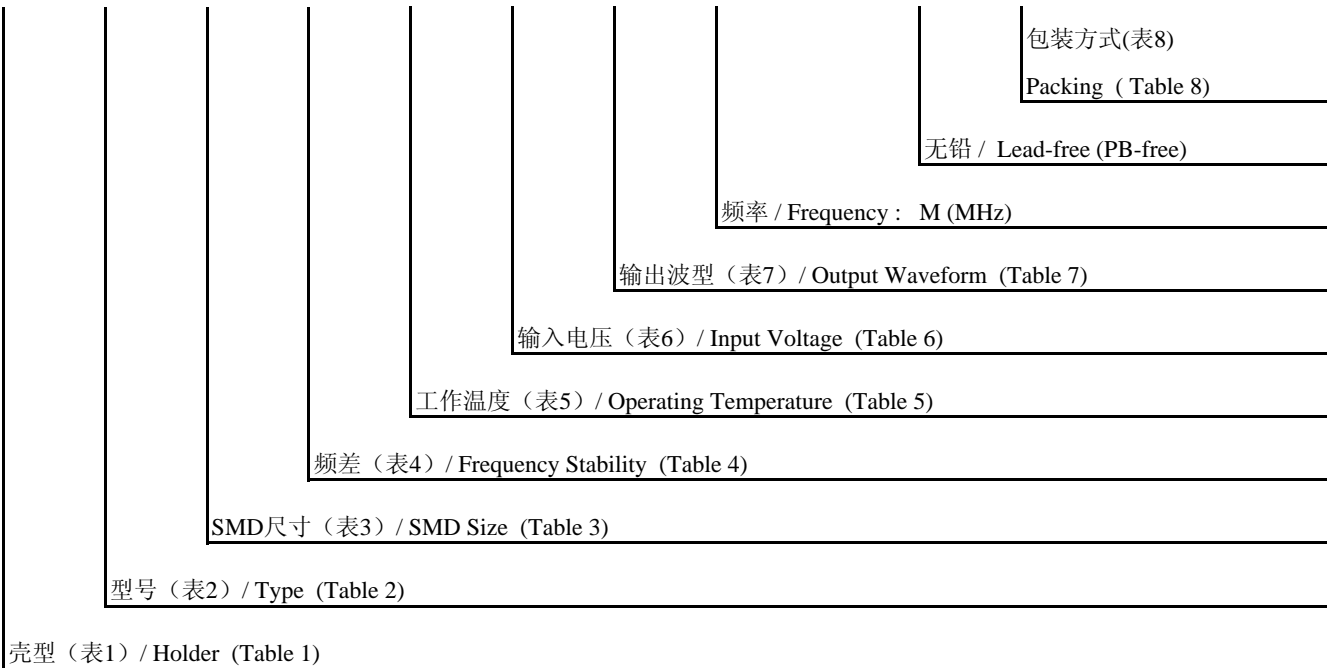 包装方式(表8)
Packing ( Table 8)
无铅 / Lead-free (PB-free)
频率 / Frequency : M (MHz)
输出波型（表7）/ Output Waveform (Table 7)
输入电压（表6）/ Input Voltage (Table 6)
工作温度（表5）/ Operating Temperature (Table 5)
频差（表4）/ Frequency Stability (Table 4)
SMD尺寸（表3）/ SMD Size (Table 3)
型号（表2）/ Type (Table 2)
壳型（表1）/ Holder (Table 1)